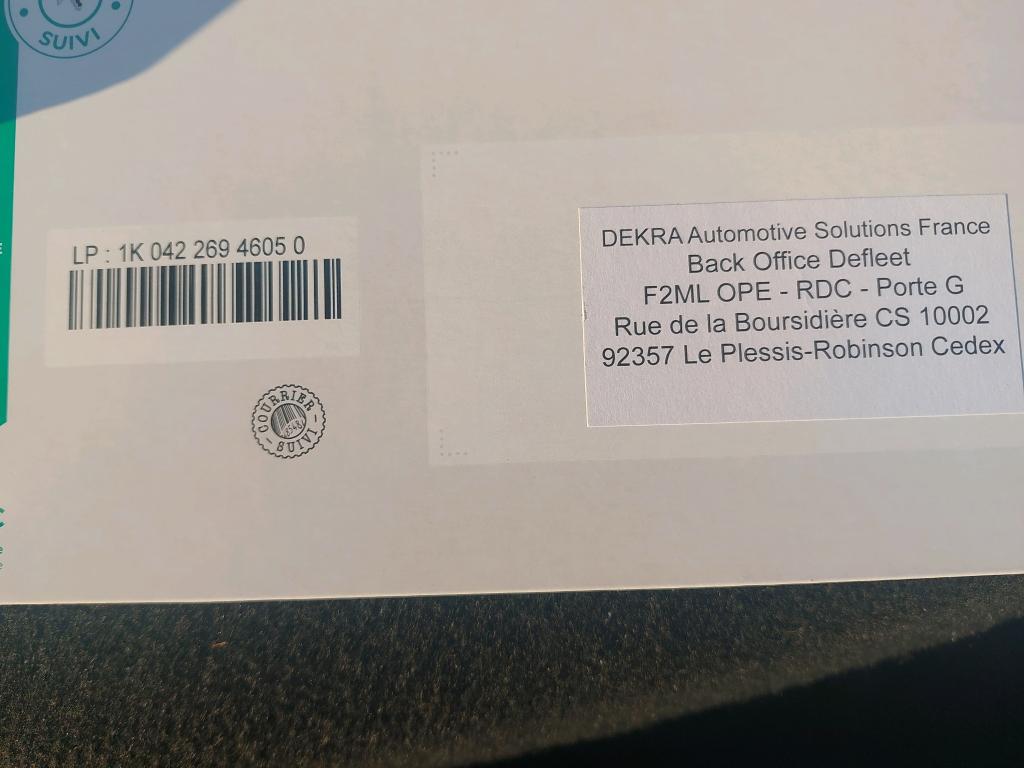 SUIVI
LP : 1K 042 269 4605 0
COURRIER
SUIVI
DEKRA Automotive Solutions France
Back Office Defleet
F2ML OPE - RDC - Porte G
Rue de la Boursidière CS 10002
92357 Le Plessis-Robinson Cedex